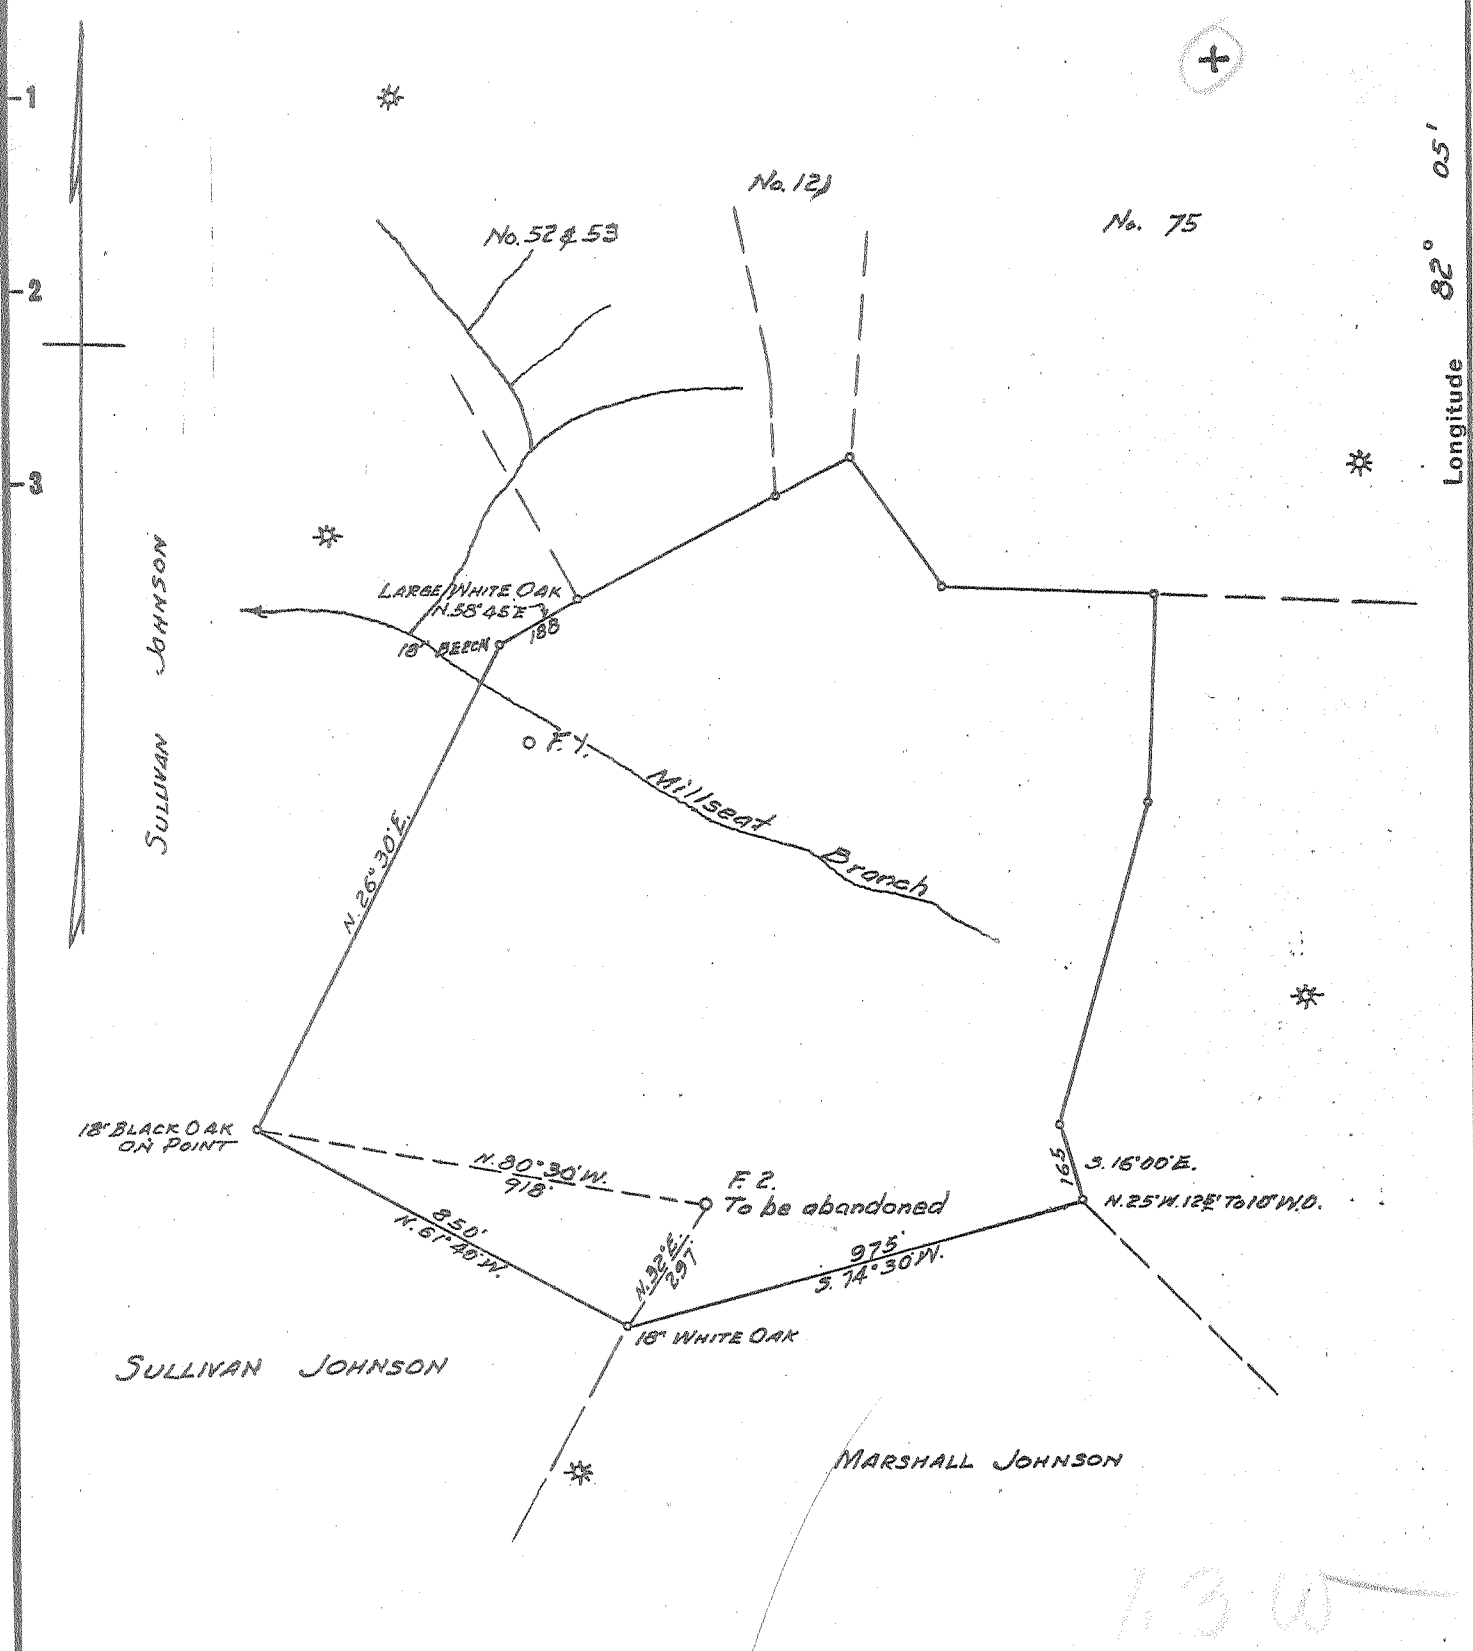 1
2
3
82° 05'
Longitude
No. 52 & 53
No. 121
No. 75
SULLIVAN JOHNSON
LARGE WHITE OAK
N. 58° 45' E
188
18" BEECH
F. 1.
Millseat Branch
N. 26° 30' E.
18" BLACK OAK
ON POINT
N. 80° 30' W.
918'
F. 2.
To be abandoned
165
S. 16° 00' E.
N. 25° W. 125' To 10" W.O.
850'
N. 61° 40' W.
N. 32° E.
297'
975'
S. 74° 30' W.
18" WHITE OAK
SULLIVAN JOHNSON
MARSHALL JOHNSON
1.3 W